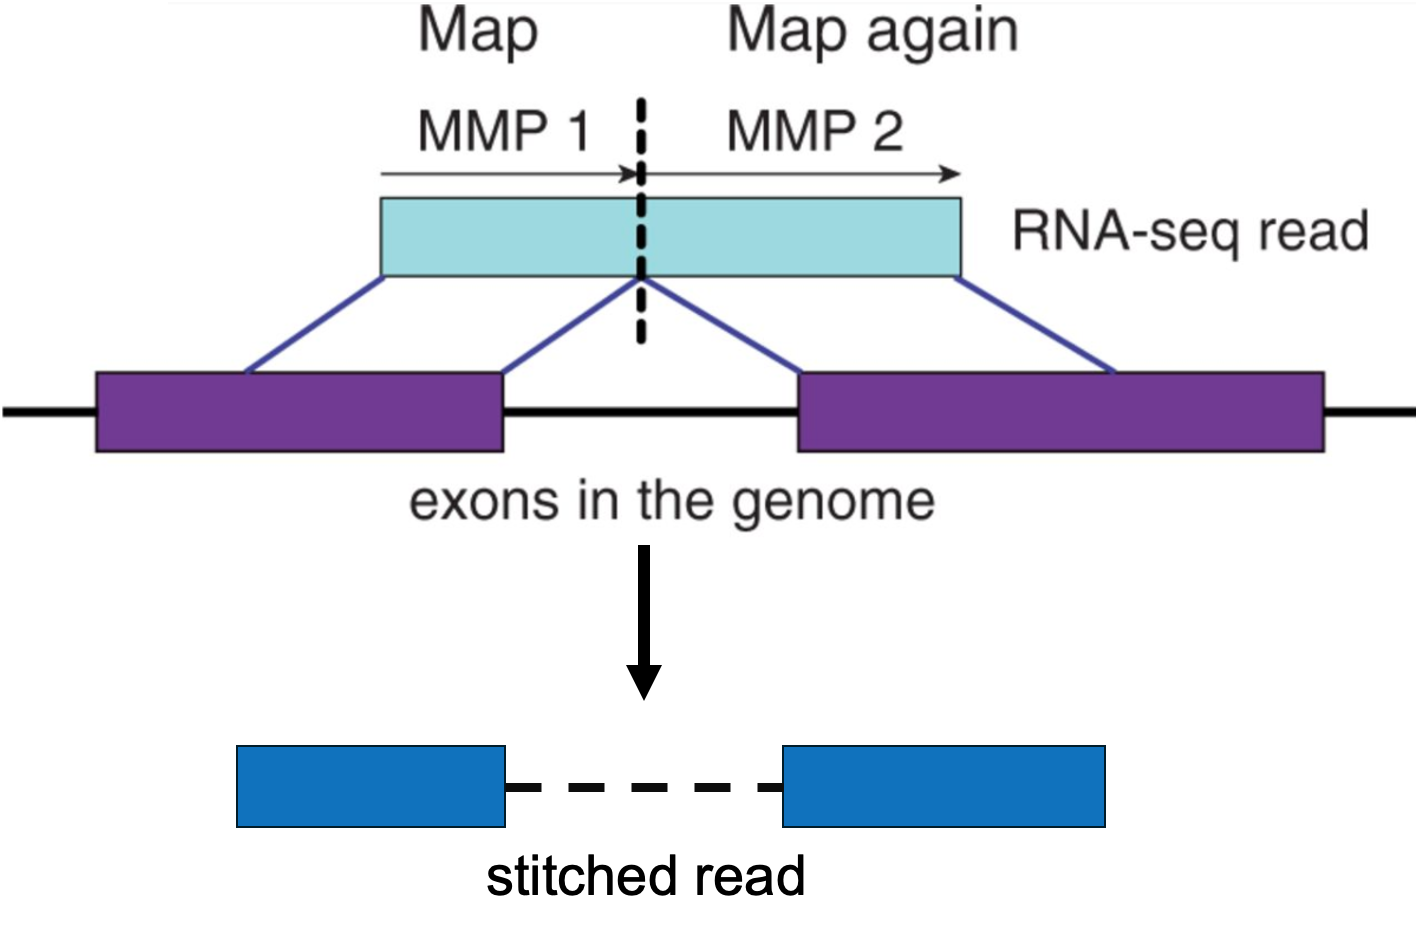 Map
Map again
MMP 1
MMP 2
RNA-seq read
exons in the genome
stitched read